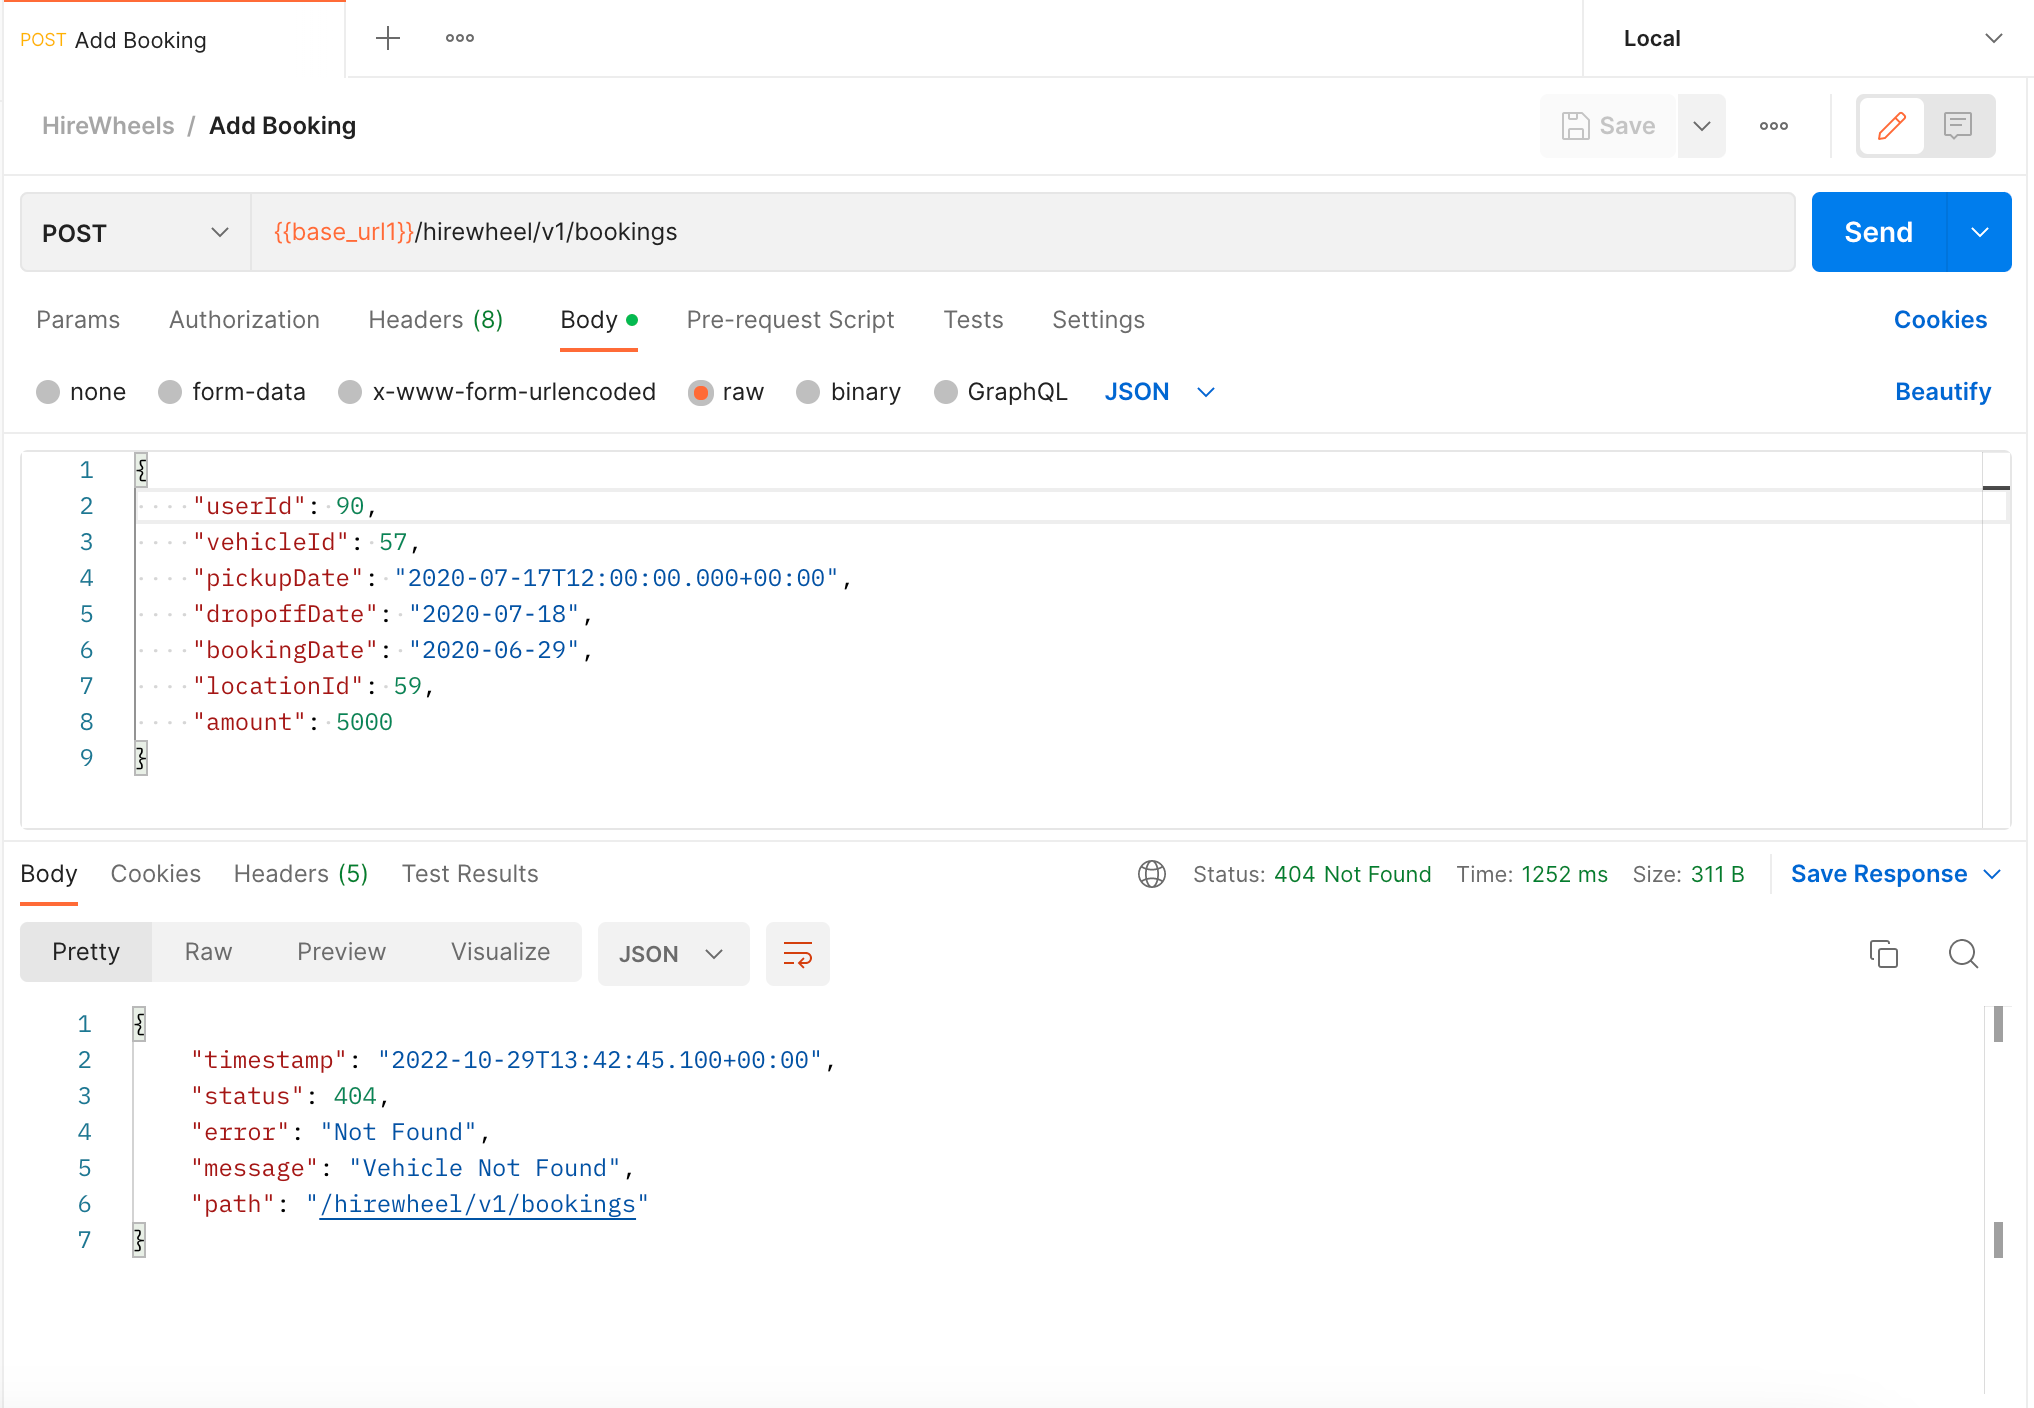 POST Add Booking
Local
HireWheels / Add Booking
Save
POST
{{base_url1}}/hirewheel/v1/bookings
Send
Params Authorization Headers (8) Body Pre-request Script Tests Settings Cookies
none form-data x-www-form-urlencoded raw binary GraphQL JSON Beautify
1 {
2 "userId": 90,
3 "vehicleId": 57,
4 "pickupDate": "2020-07-17T12:00:00.000+00:00",
5 "dropoffDate": "2020-07-18",
6 "bookingDate": "2020-06-29",
7 "locationId": 59,
8 "amount": 5000
9 }
Body Cookies Headers (5) Test Results Status: 404 Not Found Time: 1252 ms Size: 311 B Save Response
Pretty Raw Preview Visualize JSON
1 {
2 "timestamp": "2022-10-29T13:42:45.100+00:00",
3 "status": 404,
4 "error": "Not Found",
5 "message": "Vehicle Not Found",
6 "path": "/hirewheel/v1/bookings"
7 }